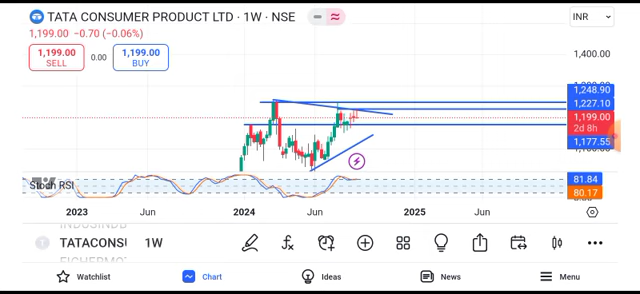 TATA CONSUMER PRODUCT LTD · 1W · NSE
INR
1,199.00 −0.70 (−0.06%)
1,199.00
SELL
0.00
1,199.00
BUY
1,400.00
1,248.90
1,227.10
1,199.00
2d 8h
1,177.55
Stoch RSI
81.84
80.17
2023
Jun
2024
Jun
2025
Jun
TATACONSU
1W
Watchlist
Chart
Ideas
News
Menu